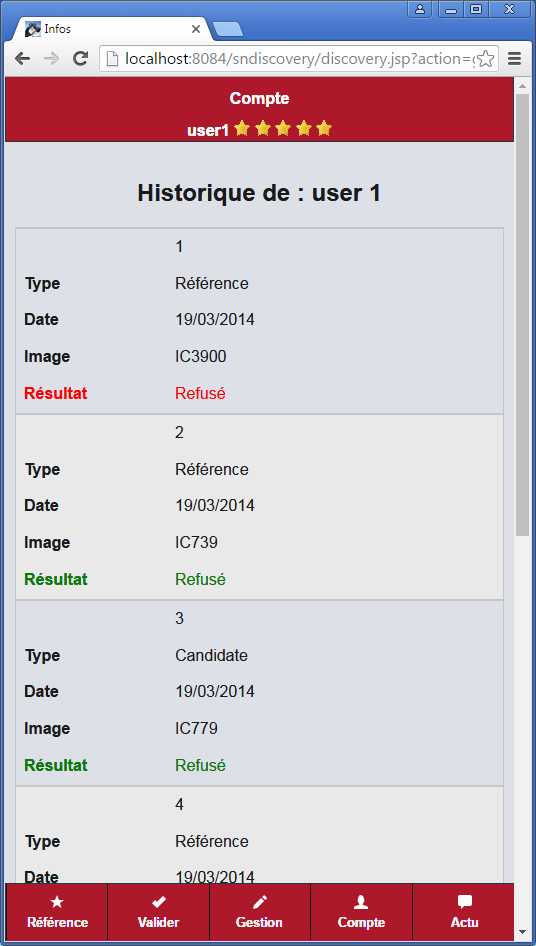 Infos
localhost:8084/sndiscovery/discovery.jsp?action=
Compte
user1
Historique de : user 1
1
Type Référence
Date 19/03/2014
Image IC3900
Résultat Refusé
2
Type Référence
Date 19/03/2014
Image IC739
Résultat Refusé
3
Type Candidate
Date 19/03/2014
Image IC779
Résultat Refusé
4
Type Référence
Date 19/03/2014
Référence Valider Gestion Compte Actu